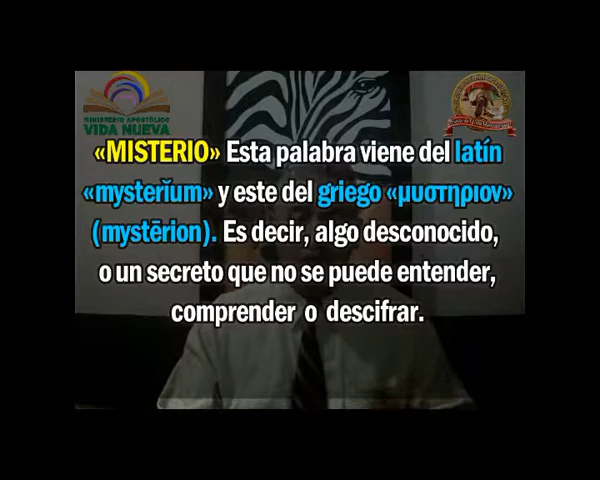 MINISTERIO APOSTÓLICO
VIDA NUEVA
«MISTERIO» Esta palabra viene del latín
«mysterĭum» y este del griego «μυστηριον»
(mystērion). Es decir, algo desconocido,
o un secreto que no se puede entender,
comprender o descifrar.